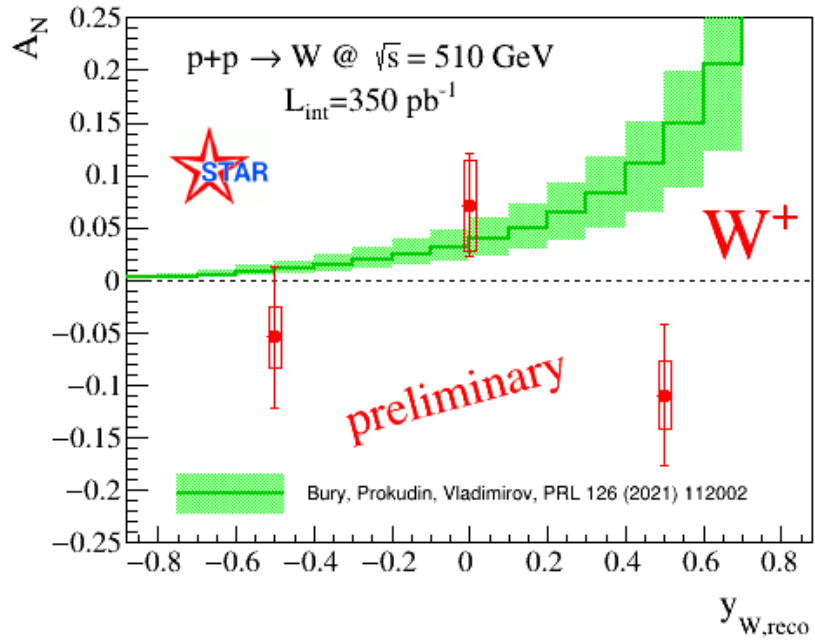 A_N
0.25
0.2
0.15
0.1
0.05
0
−0.05
−0.1
−0.15
−0.2
−0.25
p+p → W @ √s = 510 GeV
L_int=350 pb⁻¹
STAR
W⁺
preliminary
Bury, Prokudin, Vladimirov, PRL 126 (2021) 112002
−0.8 −0.6 −0.4 −0.2 0 0.2 0.4 0.6 0.8
y_W,reco